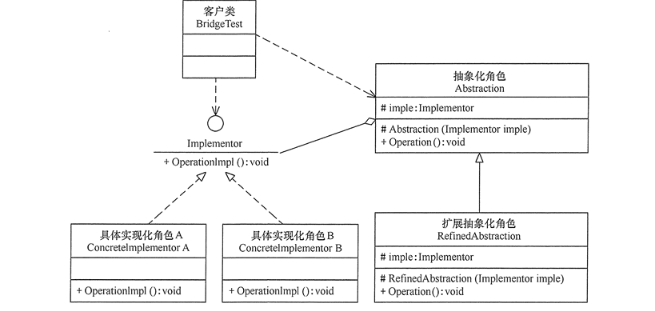 客户类
BridgeTest
抽象化角色
Abstraction
# imple:Implementor
# Abstraction (Implementor imple)
+ Operation():void
Implementor
+ OperationImpl():void
具体实现化角色A
ConcreteImplementor A
+ OperationImpl():void
具体实现化角色B
ConcreteImplementor B
+ OperationImpl():void
扩展抽象化角色
RefinedAbstraction
# imple:Implementor
# RefinedAbstraction (Implementor imple)
+ Operation():void